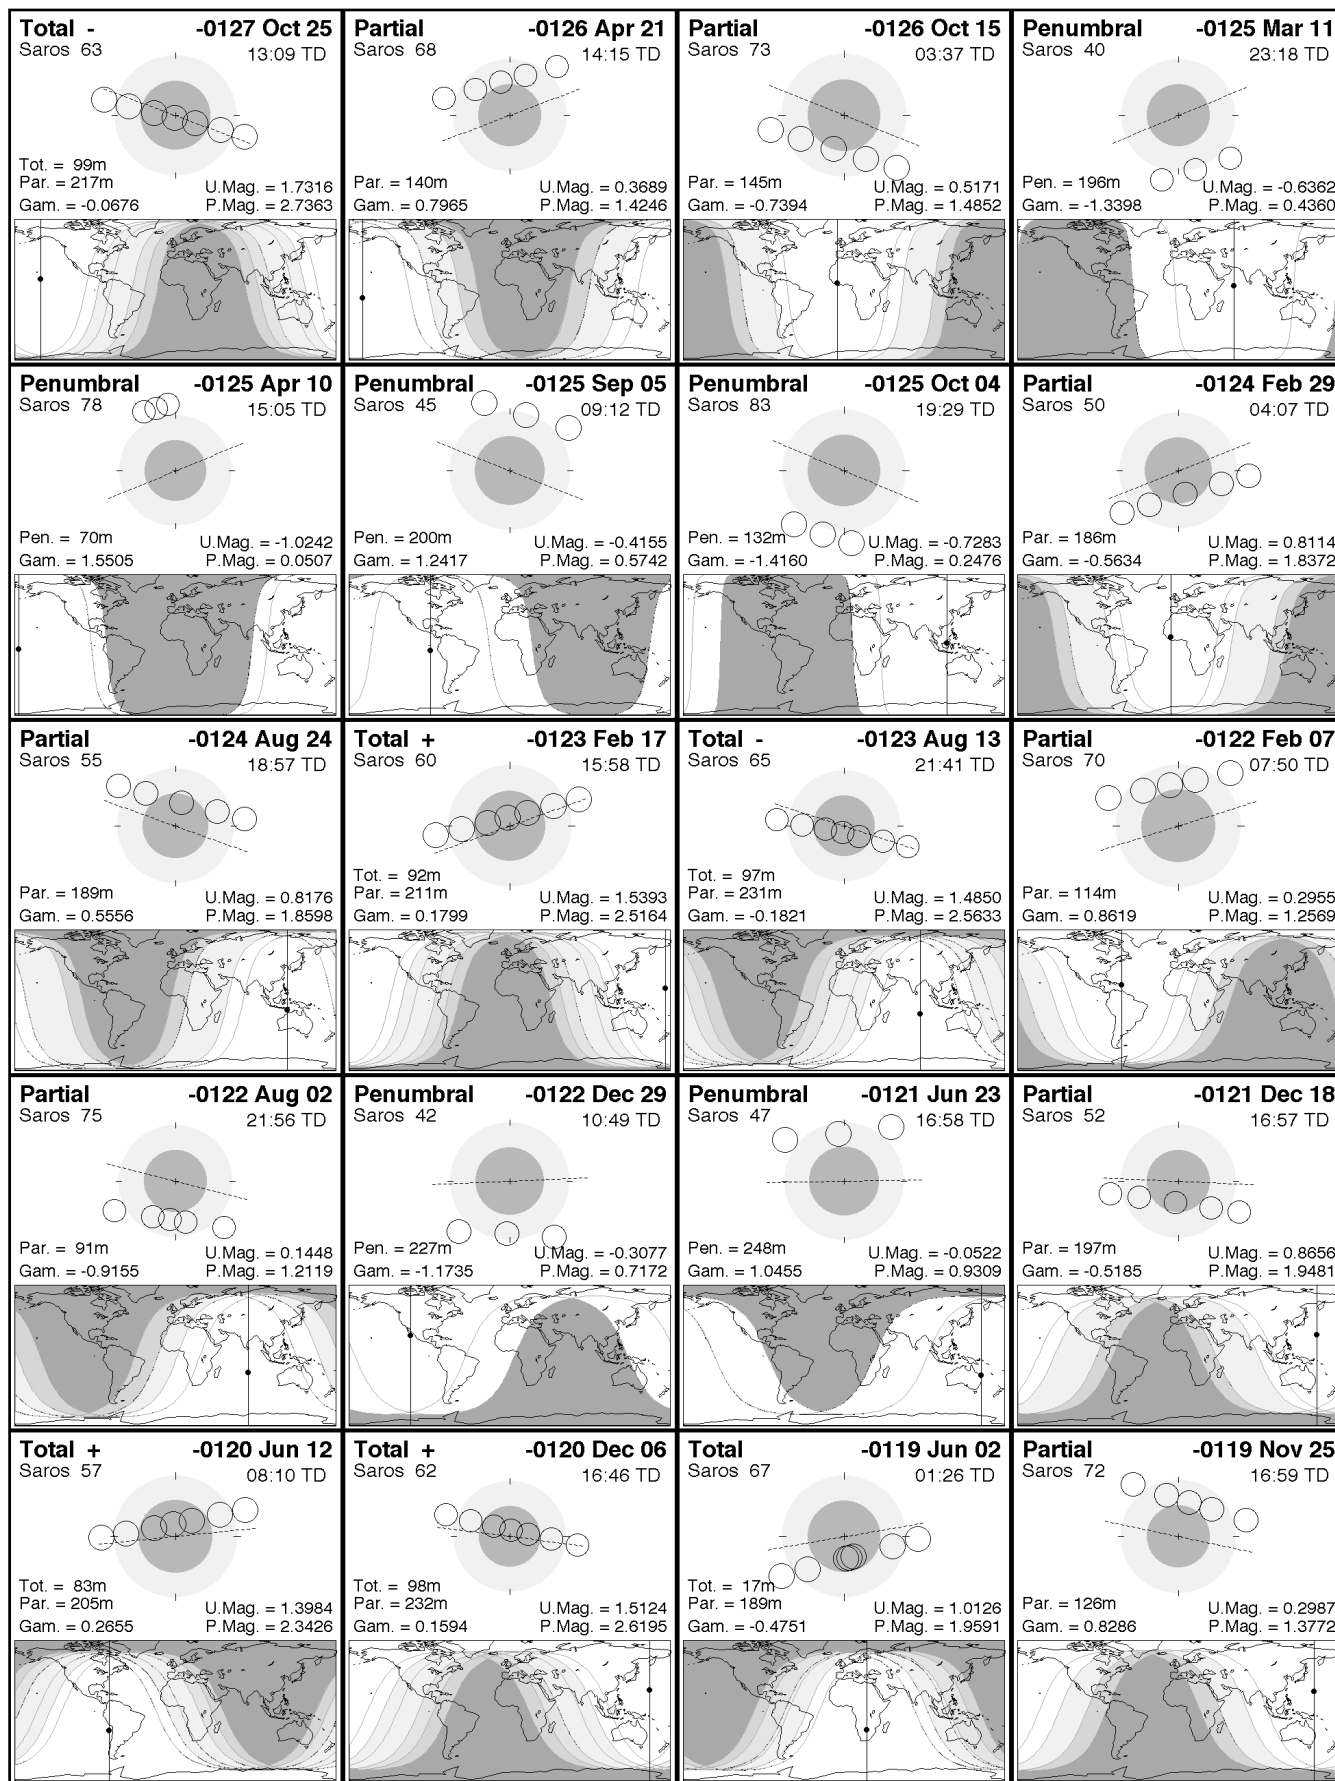 Total - -0127 Oct 25
Saros 63 13:09 TD
Tot. = 99m
Par. = 217m U.Mag. = 1.7316
Gam. = -0.0676 P.Mag. = 2.7363
Partial -0126 Apr 21
Saros 68 14:15 TD
Par. = 140m U.Mag. = 0.3689
Gam. = 0.7965 P.Mag. = 1.4246
Partial -0126 Oct 15
Saros 73 03:37 TD
Par. = 145m U.Mag. = 0.5171
Gam. = -0.7394 P.Mag. = 1.4852
Penumbral -0125 Mar 11
Saros 40 23:18 TD
Pen. = 196m U.Mag. = -0.6362
Gam. = -1.3398 P.Mag. = 0.4360
Penumbral -0125 Apr 10
Saros 78 15:05 TD
Pen. = 70m U.Mag. = -1.0242
Gam. = 1.5505 P.Mag. = 0.0507
Penumbral -0125 Sep 05
Saros 45 09:12 TD
Pen. = 200m U.Mag. = -0.4155
Gam. = 1.2417 P.Mag. = 0.5742
Penumbral -0125 Oct 04
Saros 83 19:29 TD
Pen. = 132m U.Mag. = -0.7283
Gam. = -1.4160 P.Mag. = 0.2476
Partial -0124 Feb 29
Saros 50 04:07 TD
Par. = 186m U.Mag. = 0.8114
Gam. = -0.5634 P.Mag. = 1.8372
Partial -0124 Aug 24
Saros 55 18:57 TD
Par. = 189m U.Mag. = 0.8176
Gam. = 0.5556 P.Mag. = 1.8598
Total + -0123 Feb 17
Saros 60 15:58 TD
Tot. = 92m
Par. = 211m U.Mag. = 1.5393
Gam. = 0.1799 P.Mag. = 2.5164
Total - -0123 Aug 13
Saros 65 21:41 TD
Tot. = 97m
Par. = 231m U.Mag. = 1.4850
Gam. = -0.1821 P.Mag. = 2.5633
Partial -0122 Feb 07
Saros 70 07:50 TD
Par. = 114m U.Mag. = 0.2955
Gam. = 0.8619 P.Mag. = 1.2569
Partial -0122 Aug 02
Saros 75 21:56 TD
Par. = 91m U.Mag. = 0.1448
Gam. = -0.9155 P.Mag. = 1.2119
Penumbral -0122 Dec 29
Saros 42 10:49 TD
Pen. = 227m U.Mag. = -0.3077
Gam. = -1.1735 P.Mag. = 0.7172
Penumbral -0121 Jun 23
Saros 47 16:58 TD
Pen. = 248m U.Mag. = -0.0522
Gam. = 1.0455 P.Mag. = 0.9309
Partial -0121 Dec 18
Saros 52 16:57 TD
Par. = 197m U.Mag. = 0.8656
Gam. = -0.5185 P.Mag. = 1.9481
Total + -0120 Jun 12
Saros 57 08:10 TD
Tot. = 83m
Par. = 205m U.Mag. = 1.3984
Gam. = 0.2655 P.Mag. = 2.3426
Total + -0120 Dec 06
Saros 62 16:46 TD
Tot. = 98m
Par. = 232m U.Mag. = 1.5124
Gam. = 0.1594 P.Mag. = 2.6195
Total -0119 Jun 02
Saros 67 01:26 TD
Tot. = 17m
Par. = 189m U.Mag. = 1.0126
Gam. = -0.4751 P.Mag. = 1.9591
Partial -0119 Nov 25
Saros 72 16:59 TD
Par. = 126m U.Mag. = 0.2987
Gam. = 0.8286 P.Mag. = 1.3772